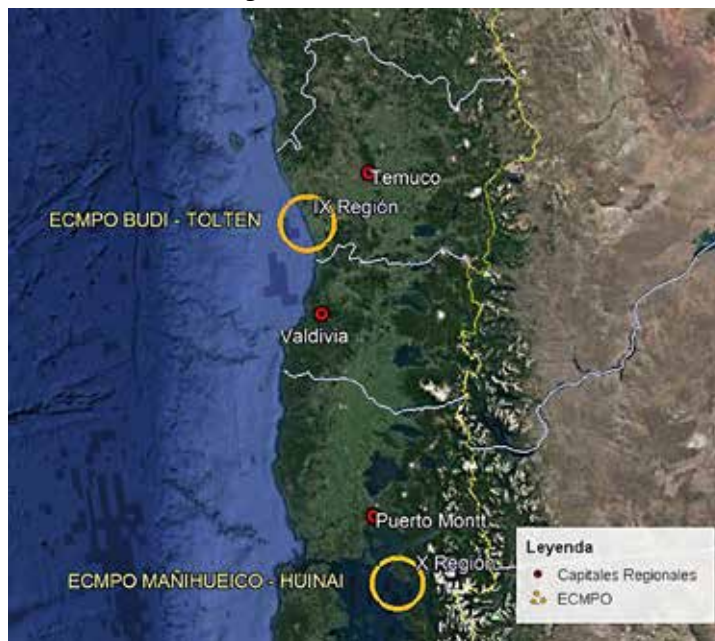 Temuco
IX Región
ECMPO BUDI - TOLTEN
Valdivia
Puerto Montt
X Región
ECMPO MAÑIHUEICO - HUINAI
Leyenda
Capitales Regionales
ECMPO